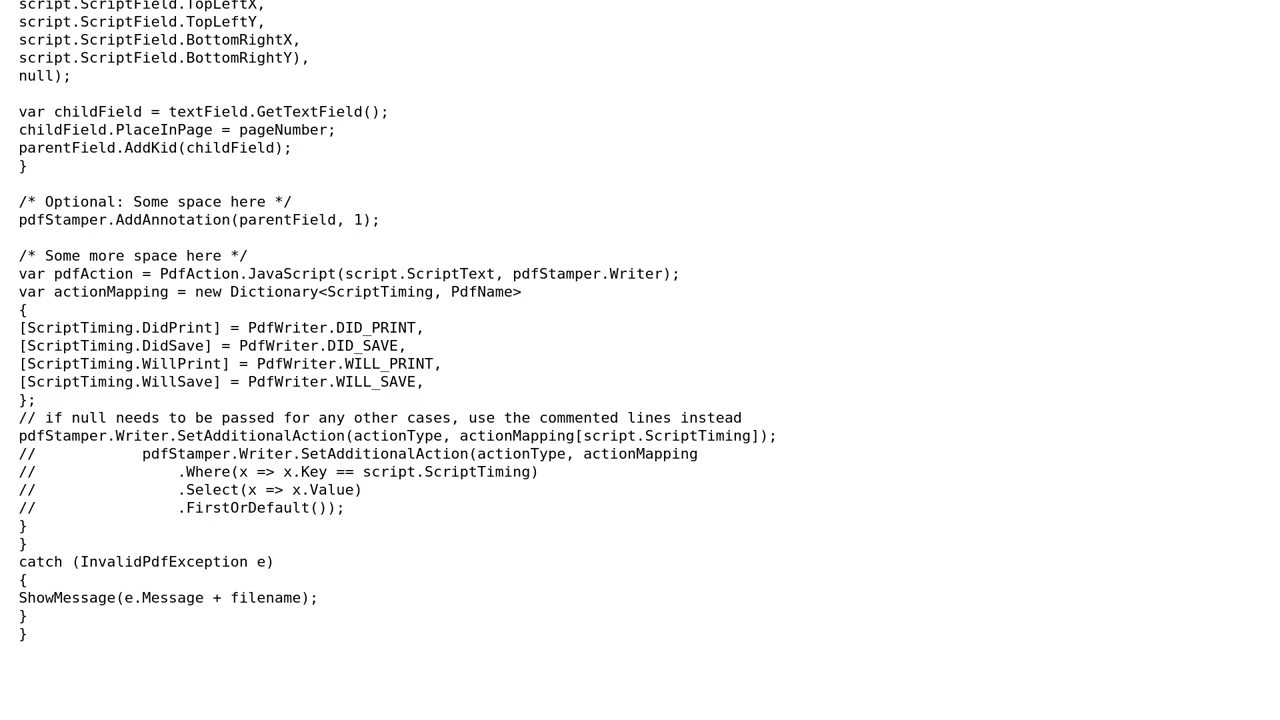 script.ScriptField.TopLeftX,
script.ScriptField.TopLeftY,
script.ScriptField.BottomRightX,
script.ScriptField.BottomRightY),
null);

var childField = textField.GetTextField();
childField.PlaceInPage = pageNumber;
parentField.AddKid(childField);
}

/* Optional: Some space here */
pdfStamper.AddAnnotation(parentField, 1);

/* Some more space here */
var pdfAction = PdfAction.JavaScript(script.ScriptText, pdfStamper.Writer);
var actionMapping = new Dictionary<ScriptTiming, PdfName>
{
[ScriptTiming.DidPrint] = PdfWriter.DID_PRINT,
[ScriptTiming.DidSave] = PdfWriter.DID_SAVE,
[ScriptTiming.WillPrint] = PdfWriter.WILL_PRINT,
[ScriptTiming.WillSave] = PdfWriter.WILL_SAVE,
};
// if null needs to be passed for any other cases, use the commented lines instead
pdfStamper.Writer.SetAdditionalAction(actionType, actionMapping[script.ScriptTiming]);
//            pdfStamper.Writer.SetAdditionalAction(actionType, actionMapping
//                .Where(x => x.Key == script.ScriptTiming)
//                .Select(x => x.Value)
//                .FirstOrDefault());
}
}
catch (InvalidPdfException e)
{
ShowMessage(e.Message + filename);
}
}